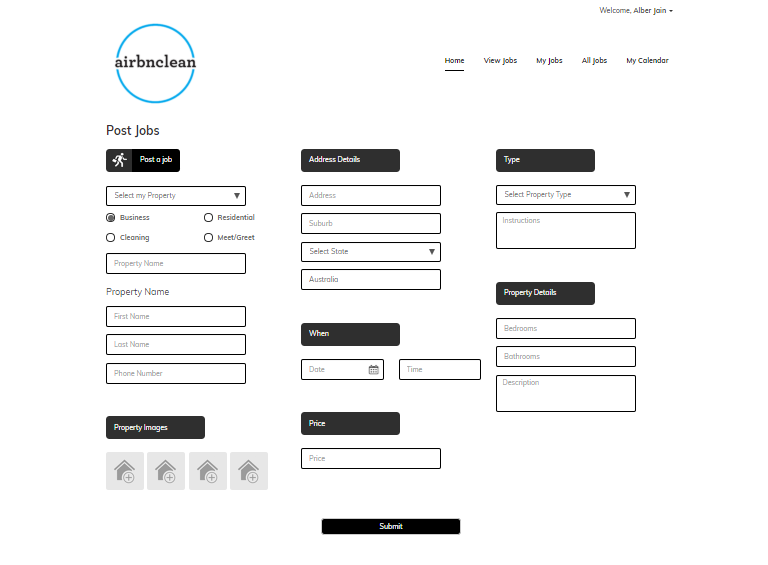 Welcome, Alber Jain
airbnclean
Home View Jobs My Jobs All Jobs My Calendar
Post Jobs
Post a job
Select my Property
Business Residential
Cleaning Meet/Greet
Property Name
Property Name
First Name
Last Name
Phone Number
Property Images
Address Details
Address
Suburb
Select State
Australia
When
Date Time
Price
Price
Type
Select Property Type
Instructions
Property Details
Bedrooms
Bathrooms
Description
Submit